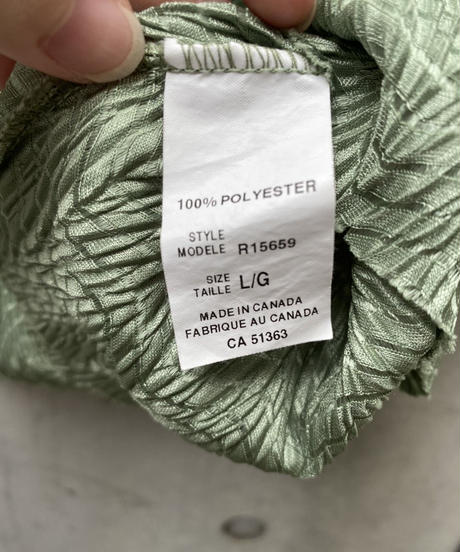 100% POLYESTER
STYLE
MODELE R15659
SIZE
TAILLE L/G
MADE IN CANADA
FABRIQUE AU CANADA
CA 51363